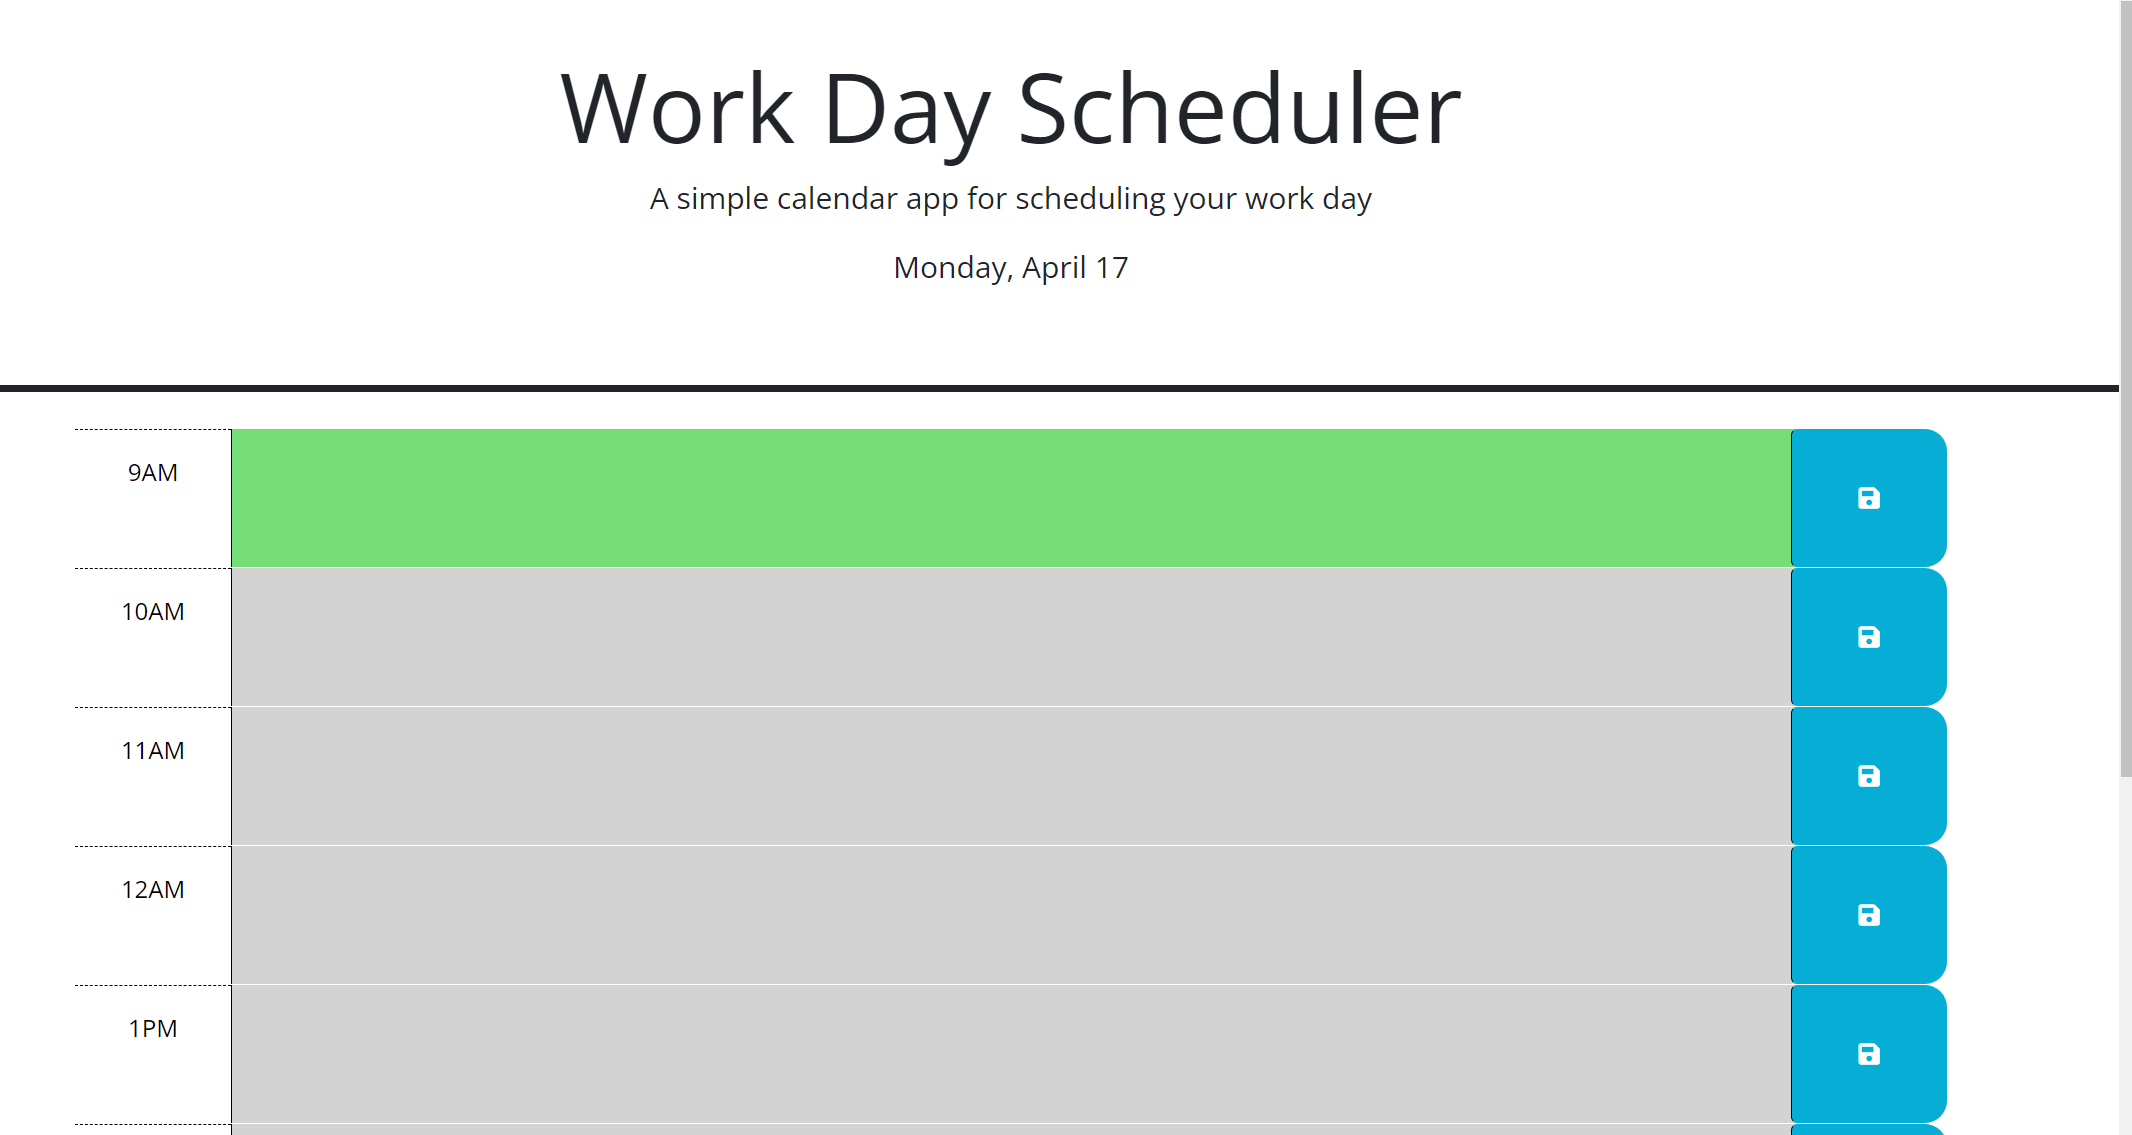 Work Day Scheduler
A simple calendar app for scheduling your work day
Monday, April 17
9AM
10AM
11AM
12AM
1PM